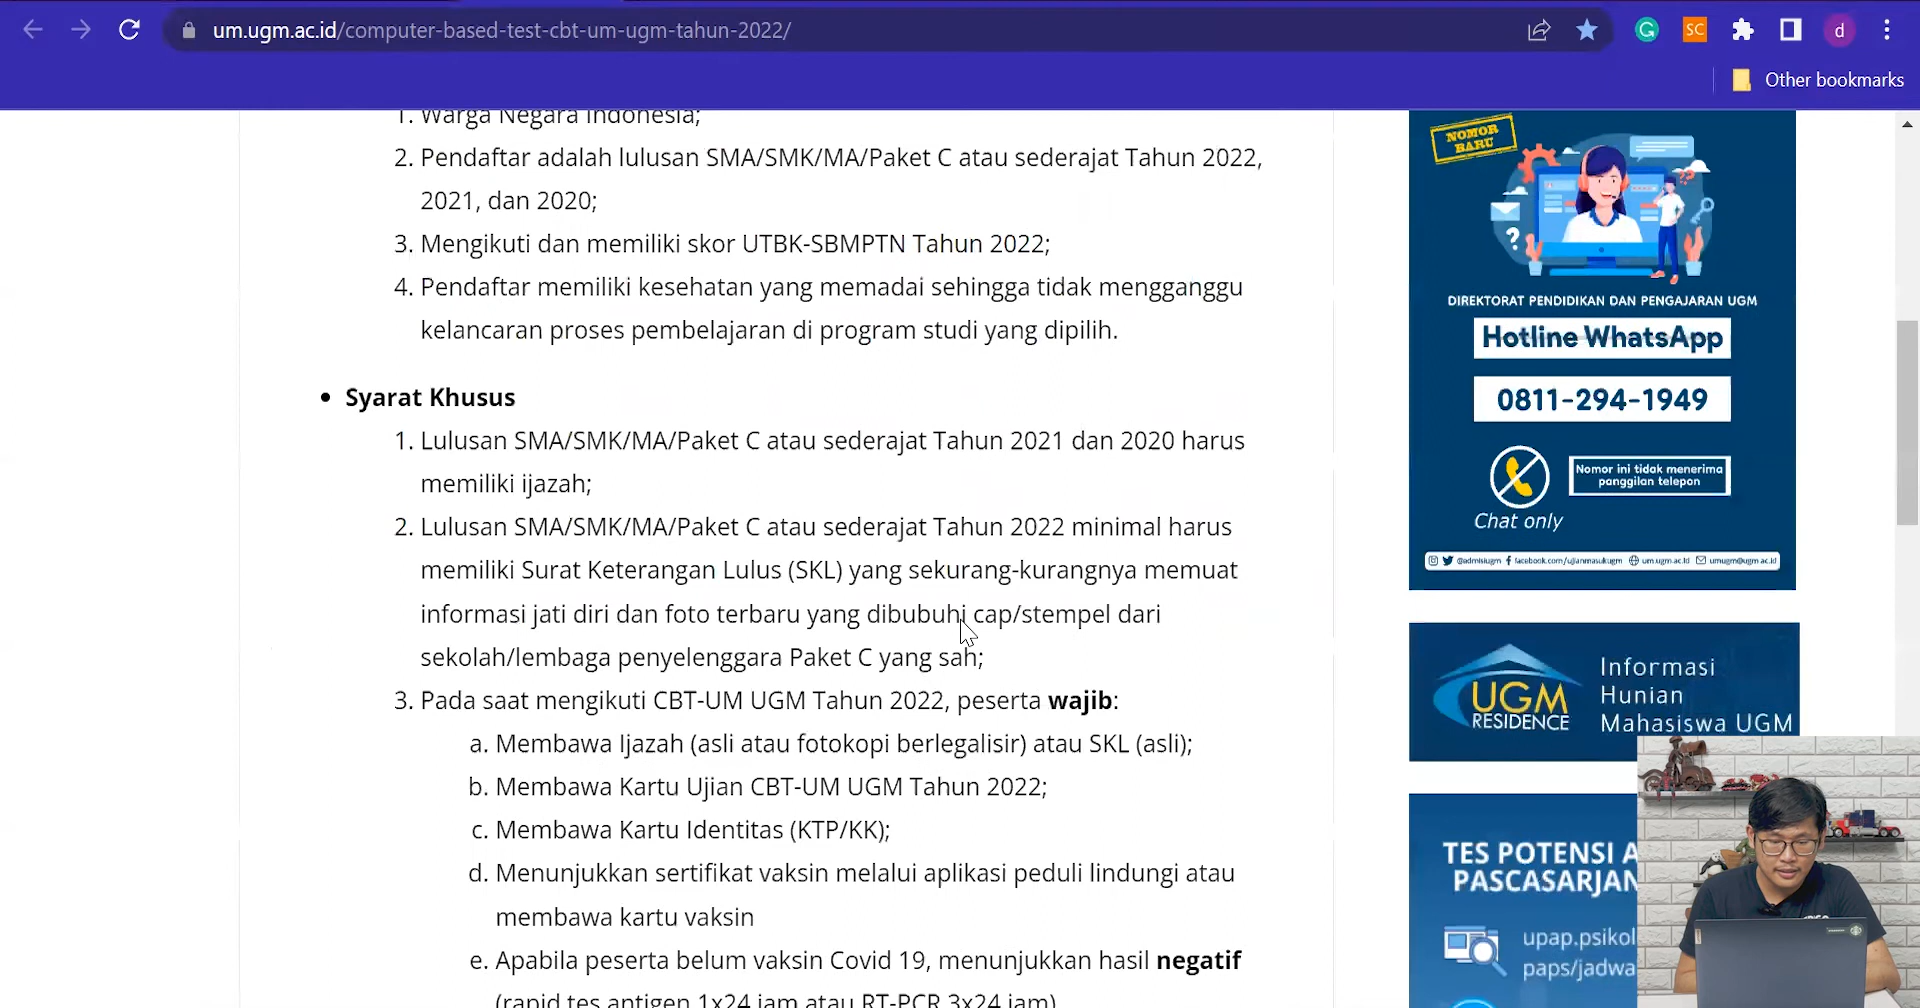 um.ugm.ac.id/computer-based-test-cbt-um-ugm-tahun-2022/
SC
d
Other bookmarks
1. Warga Negara Indonesia;
2. Pendaftar adalah lulusan SMA/SMK/MA/Paket C atau sederajat Tahun 2022,
2021, dan 2020;
3. Mengikuti dan memiliki skor UTBK-SBMPTN Tahun 2022;
4. Pendaftar memiliki kesehatan yang memadai sehingga tidak mengganggu
kelancaran proses pembelajaran di program studi yang dipilih.
• Syarat Khusus
1. Lulusan SMA/SMK/MA/Paket C atau sederajat Tahun 2021 dan 2020 harus
memiliki ijazah;
2. Lulusan SMA/SMK/MA/Paket C atau sederajat Tahun 2022 minimal harus
memiliki Surat Keterangan Lulus (SKL) yang sekurang-kurangnya memuat
informasi jati diri dan foto terbaru yang dibubuhi cap/stempel dari
sekolah/lembaga penyelenggara Paket C yang sah;
3. Pada saat mengikuti CBT-UM UGM Tahun 2022, peserta wajib:
a. Membawa Ijazah (asli atau fotokopi berlegalisir) atau SKL (asli);
b. Membawa Kartu Ujian CBT-UM UGM Tahun 2022;
c. Membawa Kartu Identitas (KTP/KK);
d. Menunjukkan sertifikat vaksin melalui aplikasi peduli lindungi atau
membawa kartu vaksin
e. Apabila peserta belum vaksin Covid 19, menunjukkan hasil negatif
(rapid tes antigen 1x24 jam atau RT-PCR 3x24 jam)
NOMOR
BARU
DIREKTORAT PENDIDIKAN DAN PENGAJARAN UGM
Hotline WhatsApp
0811-294-1949
Nomor ini tidak menerima
panggilan telepon
Chat only
@admisiugm facebook.com/ujianmasukugm um.ugm.ac.id umugm@ugm.ac.id
UGM
RESIDENCE
Informasi
Hunian
Mahasiswa UGM
TES POTENSI A
PASCASARJAN
upap.psikol
paps/jadwa